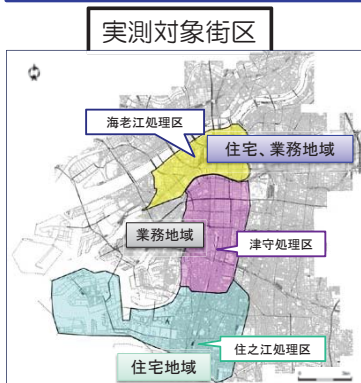 実測対象街区
海老江処理区
住宅、業務地域
業務地域
津守処理区
住之江処理区
住宅地域